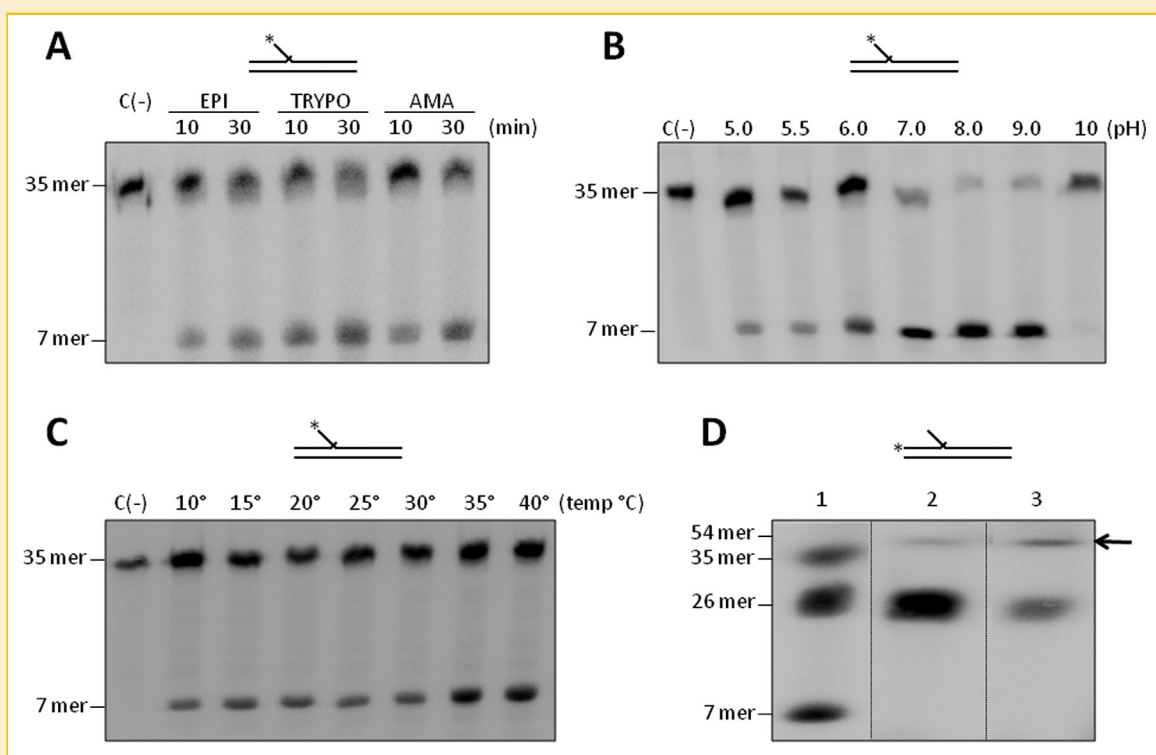 A
*
C(-) EPI TRYPO AMA
10 30 10 30 10 30 (min)
35 mer
7 mer
B
*
C(-) 5.0 5.5 6.0 7.0 8.0 9.0 10 (pH)
35 mer
7 mer
C
*
C(-) 10° 15° 20° 25° 30° 35° 40° (temp °C)
35 mer
7 mer
D
*
1 2 3
54 mer
35 mer
26 mer
7 mer